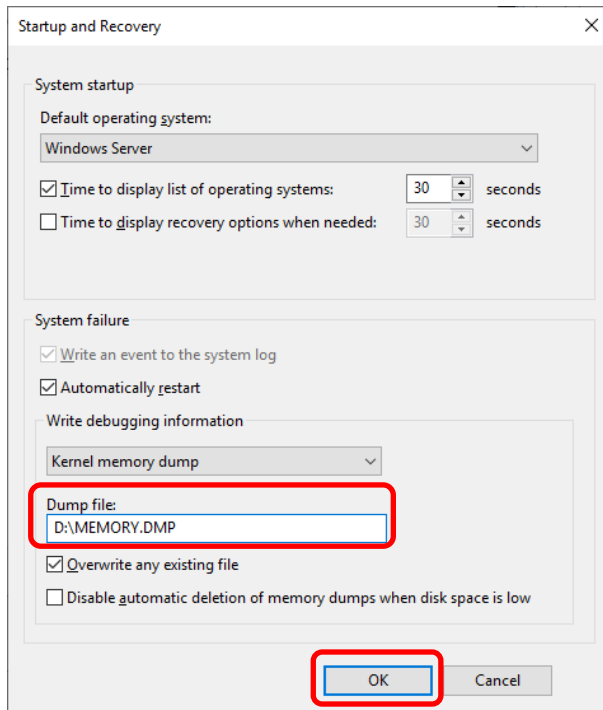 Startup and Recovery
System startup
Default operating system:
Windows Server
Time to display list of operating systems: 30 seconds
Time to display recovery options when needed: 30 seconds
System failure
Write an event to the system log
Automatically restart
Write debugging information
Kernel memory dump
Dump file:
D:\MEMORY.DMP
Overwrite any existing file
Disable automatic deletion of memory dumps when disk space is low
OK Cancel